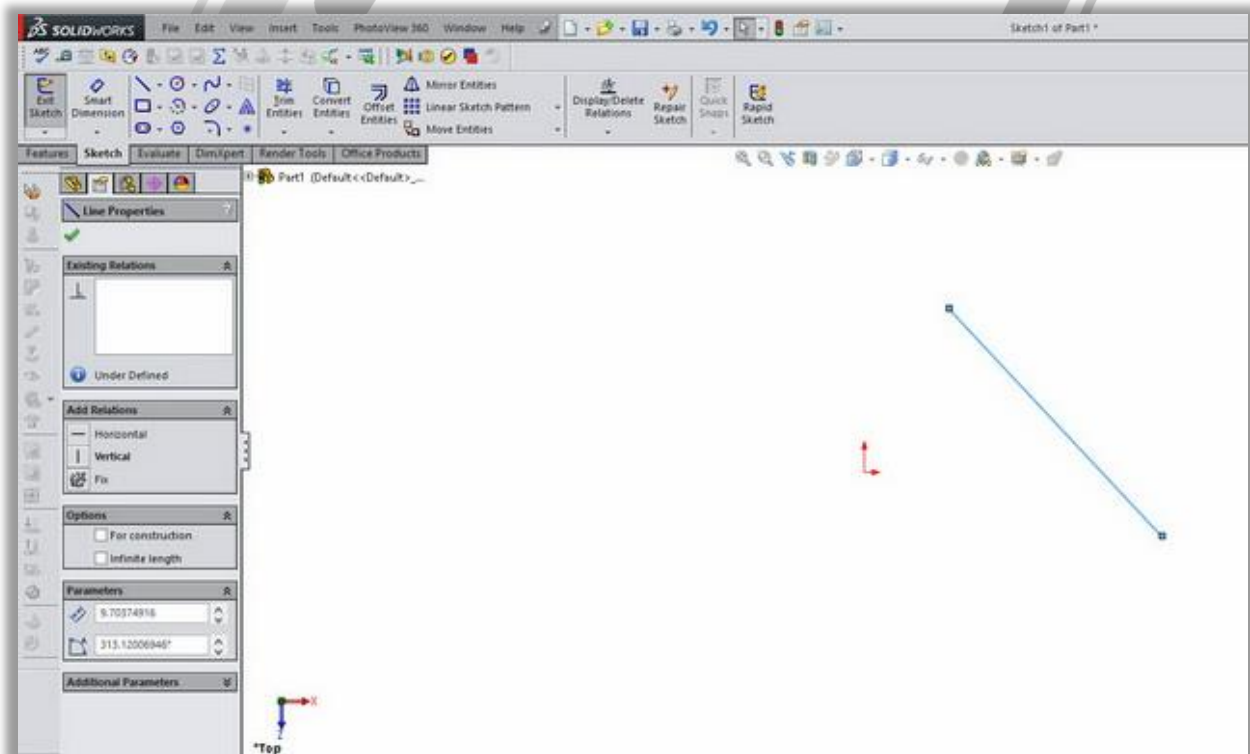 SOLIDWORKS File Edit View Insert Tools PhotoView 360 Window Help Sketch1 of Part1 *
Exit Sketch
Smart Dimension
Trim Entities
Convert Entities
Offset Entities
Mirror Entities
Linear Sketch Pattern
Move Entities
Display/Delete Relations
Repair Sketch
Quick Snaps
Rapid Sketch
Features Sketch Evaluate DimXpert Render Tools Office Products
Part1 (Default<<Default>_...
Line Properties ?
Existing Relations
Under Defined
Add Relations
Horizontal
Vertical
Fix
Options
For construction
Infinite length
Parameters
9.70374916
313.12006946°
Additional Parameters
X
Z
*Top